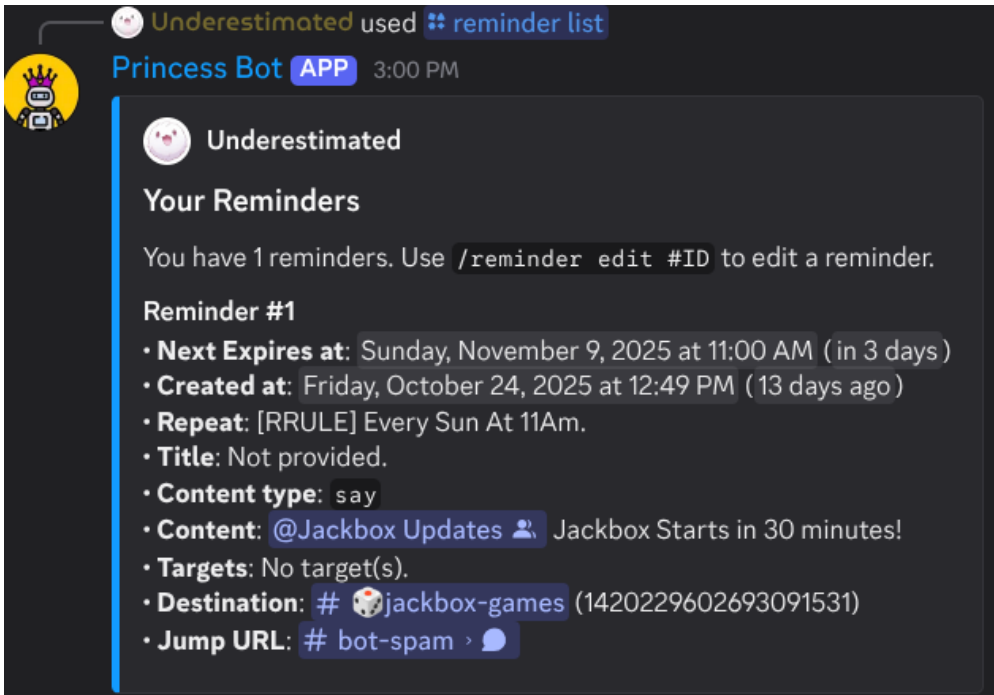 Underestimated used reminder list
Princess Bot APP 3:00 PM
Underestimated
Your Reminders
You have 1 reminders. Use /reminder edit #ID to edit a reminder.
Reminder #1
• Next Expires at: Sunday, November 9, 2025 at 11:00 AM (in 3 days)
• Created at: Friday, October 24, 2025 at 12:49 PM (13 days ago)
• Repeat: [RRULE] Every Sun At 11Am.
• Title: Not provided.
• Content type: say
• Content: @Jackbox Updates Jackbox Starts in 30 minutes!
• Targets: No target(s).
• Destination: # 🎲jackbox-games (1420229602693091531)
• Jump URL: # bot-spam ›